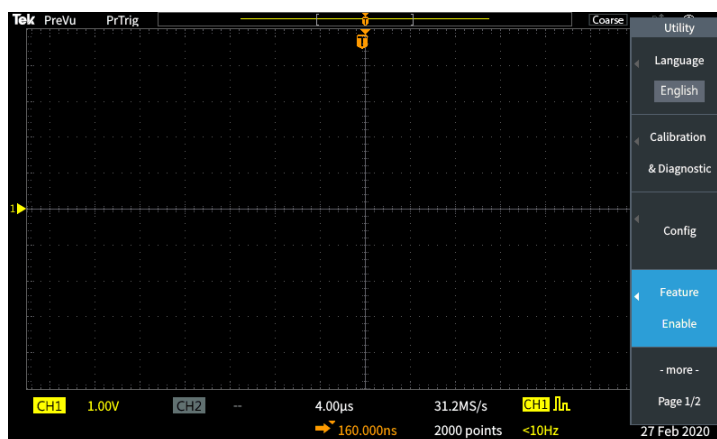 Tek PreVu PrTrig
T
Coarse
Utility
T
Language
English
Calibration
& Diagnostic
1
Config
Feature
Enable
- more -
Page 1/2
CH1 1.00V CH2 -- 4.00µs 31.2MS/s CH1
160.000ns 2000 points <10Hz
27 Feb 2020